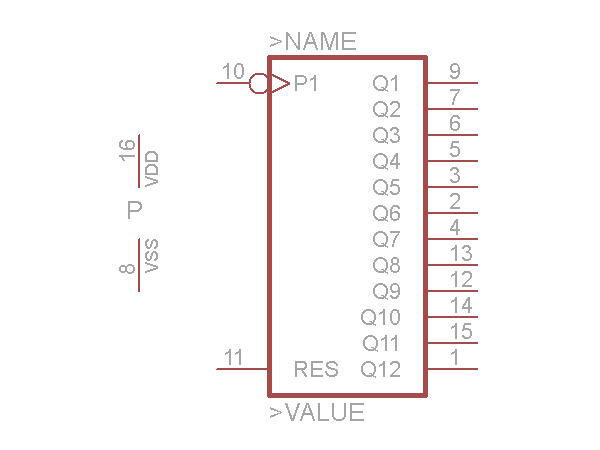 >NAME
10 P1 Q1 9
Q2 7
Q3 6
Q4 5
Q5 3
Q6 2
Q7 4
Q8 13
Q9 12
Q10 14
Q11 15
11 RES Q12 1
>VALUE
16 VDD
P
8 VSS